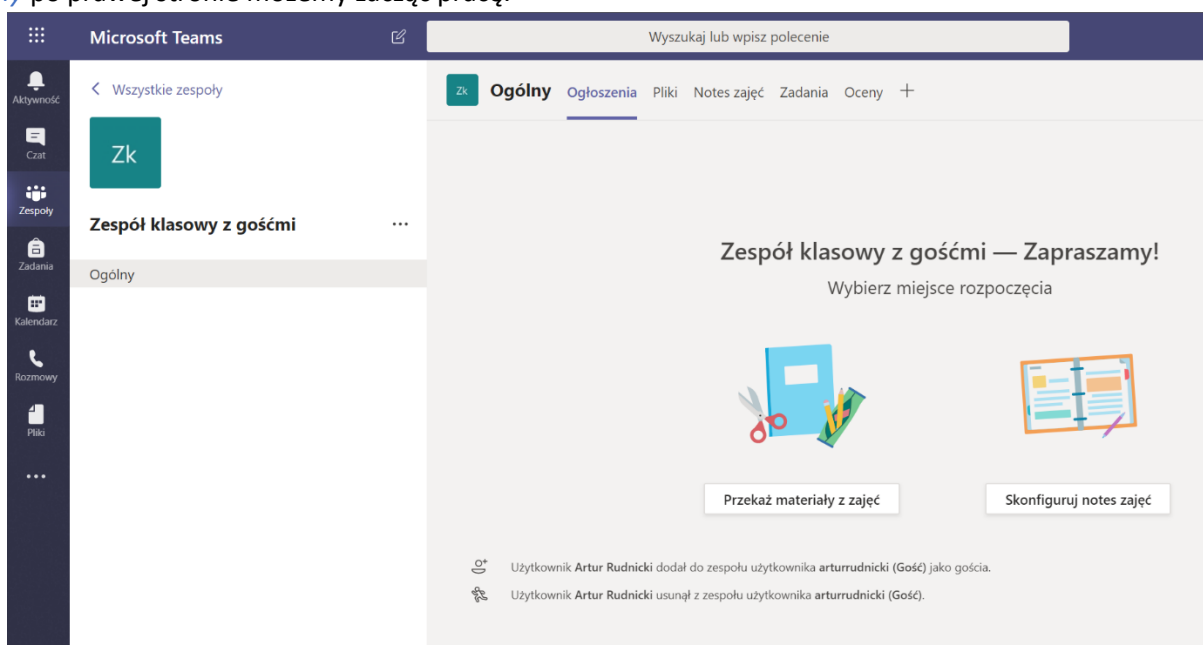 po prawej stronie możemy zacząć pracę.
Microsoft Teams
Wyszukaj lub wpisz polecenie
Aktywność
Czat
Zespoły
Zadania
Kalendarz
Rozmowy
Pliki
Wszystkie zespoły
Zk
Zespół klasowy z gośćmi
Ogólny
Zk Ogólny Ogłoszenia Pliki Notes zajęć Zadania Oceny
Zespół klasowy z gośćmi — Zapraszamy!
Wybierz miejsce rozpoczęcia
Przekaż materiały z zajęć Skonfiguruj notes zajęć
Użytkownik Artur Rudnicki dodał do zespołu użytkownika arturrudnicki (Gość) jako gościa.
Użytkownik Artur Rudnicki usunął z zespołu użytkownika arturrudnicki (Gość).